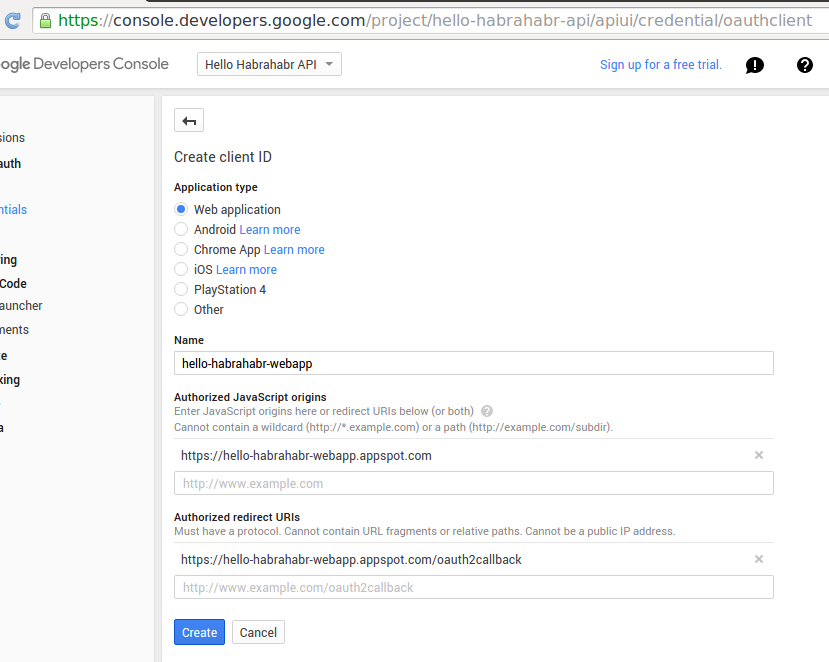 https://console.developers.google.com/project/hello-habrahabr-api/apiui/credential/oauthclient
ogle Developers Console
Hello Habrahabr API
Sign up for a free trial.
sions
auth
ntials
ing
Code
auncher
ments
te
king
a
Create client ID
Application type
Web application
Android Learn more
Chrome App Learn more
iOS Learn more
PlayStation 4
Other
Name
hello-habrahabr-webapp
Authorized JavaScript origins
Enter JavaScript origins here or redirect URIs below (or both) ?
Cannot contain a wildcard (http://*.example.com) or a path (http://example.com/subdir).
https://hello-habrahabr-webapp.appspot.com
http://www.example.com
Authorized redirect URIs
Must have a protocol. Cannot contain URL fragments or relative paths. Cannot be a public IP address.
https://hello-habrahabr-webapp.appspot.com/oauth2callback
http://www.example.com/oauth2callback
Create Cancel